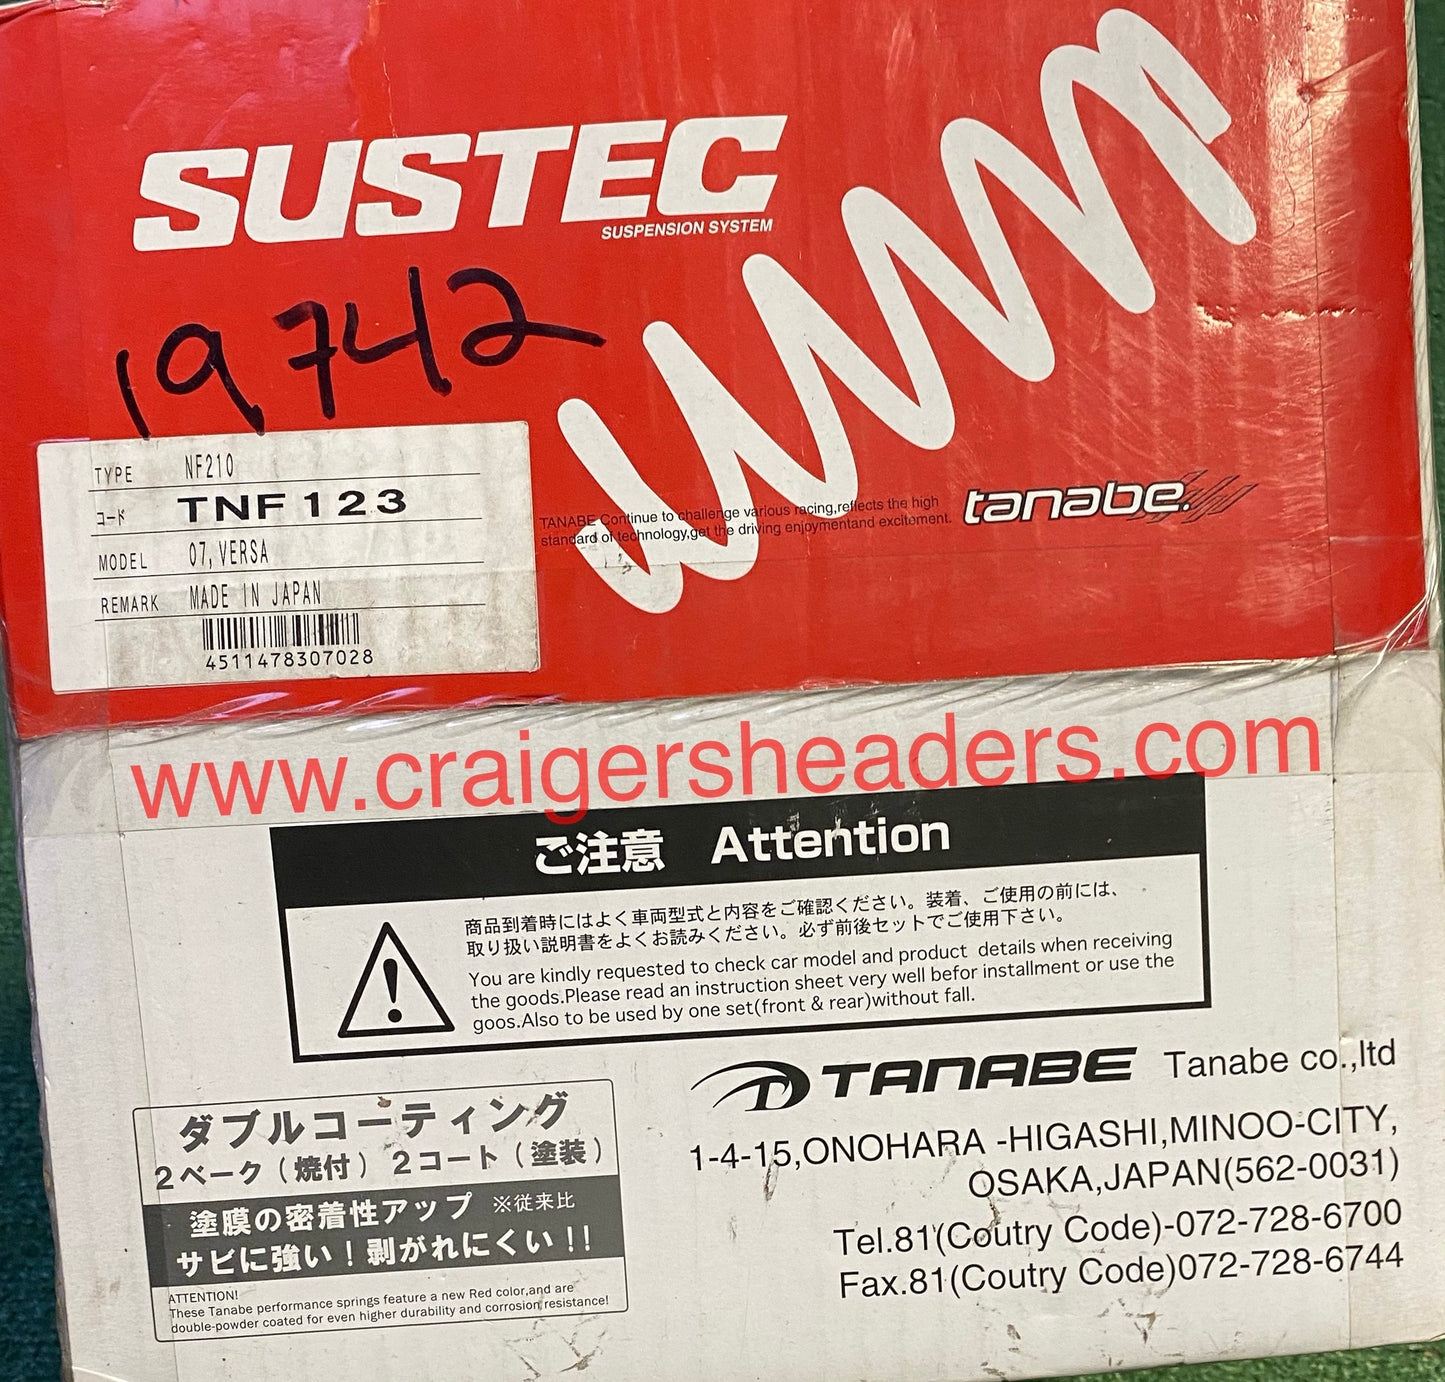 SUSTEC
SUSPENSION SYSTEM
19742
TYPE NF210
コード TNF123
MODEL 07,VERSA
REMARK MADE IN JAPAN
4511478307028
TANABE Continue to challenge various racing,reflects the high
standard of technology,get the driving enjoymentand excitement.
tanabe.
www.craigersheaders.com
ご注意 Attention
商品到着時にはよく車両型式と内容をご確認ください。装着、ご使用の前には、
取り扱い説明書をよくお読みください。必ず前後セットでご使用下さい。
You are kindly requested to check car model and product details when receiving
the goods.Please read an instruction sheet very well befor installment or use the
goos.Also to be used by one set(front & rear)without fall.
TANABE Tanabe co.,ltd
1-4-15,ONOHARA -HIGASHI,MINOO-CITY,
OSAKA,JAPAN(562-0031)
Tel.81(Coutry Code)-072-728-6700
Fax.81(Coutry Code)072-728-6744
ダブルコーティング
2ベーク(焼付) 2コート(塗装)
塗膜の密着性アップ ※従来比
サビに強い!剥がれにくい!!
ATTENTION!
These Tanabe performance springs feature a new Red color,and are
double-powder coated for even higher durability and corrosion resistance!